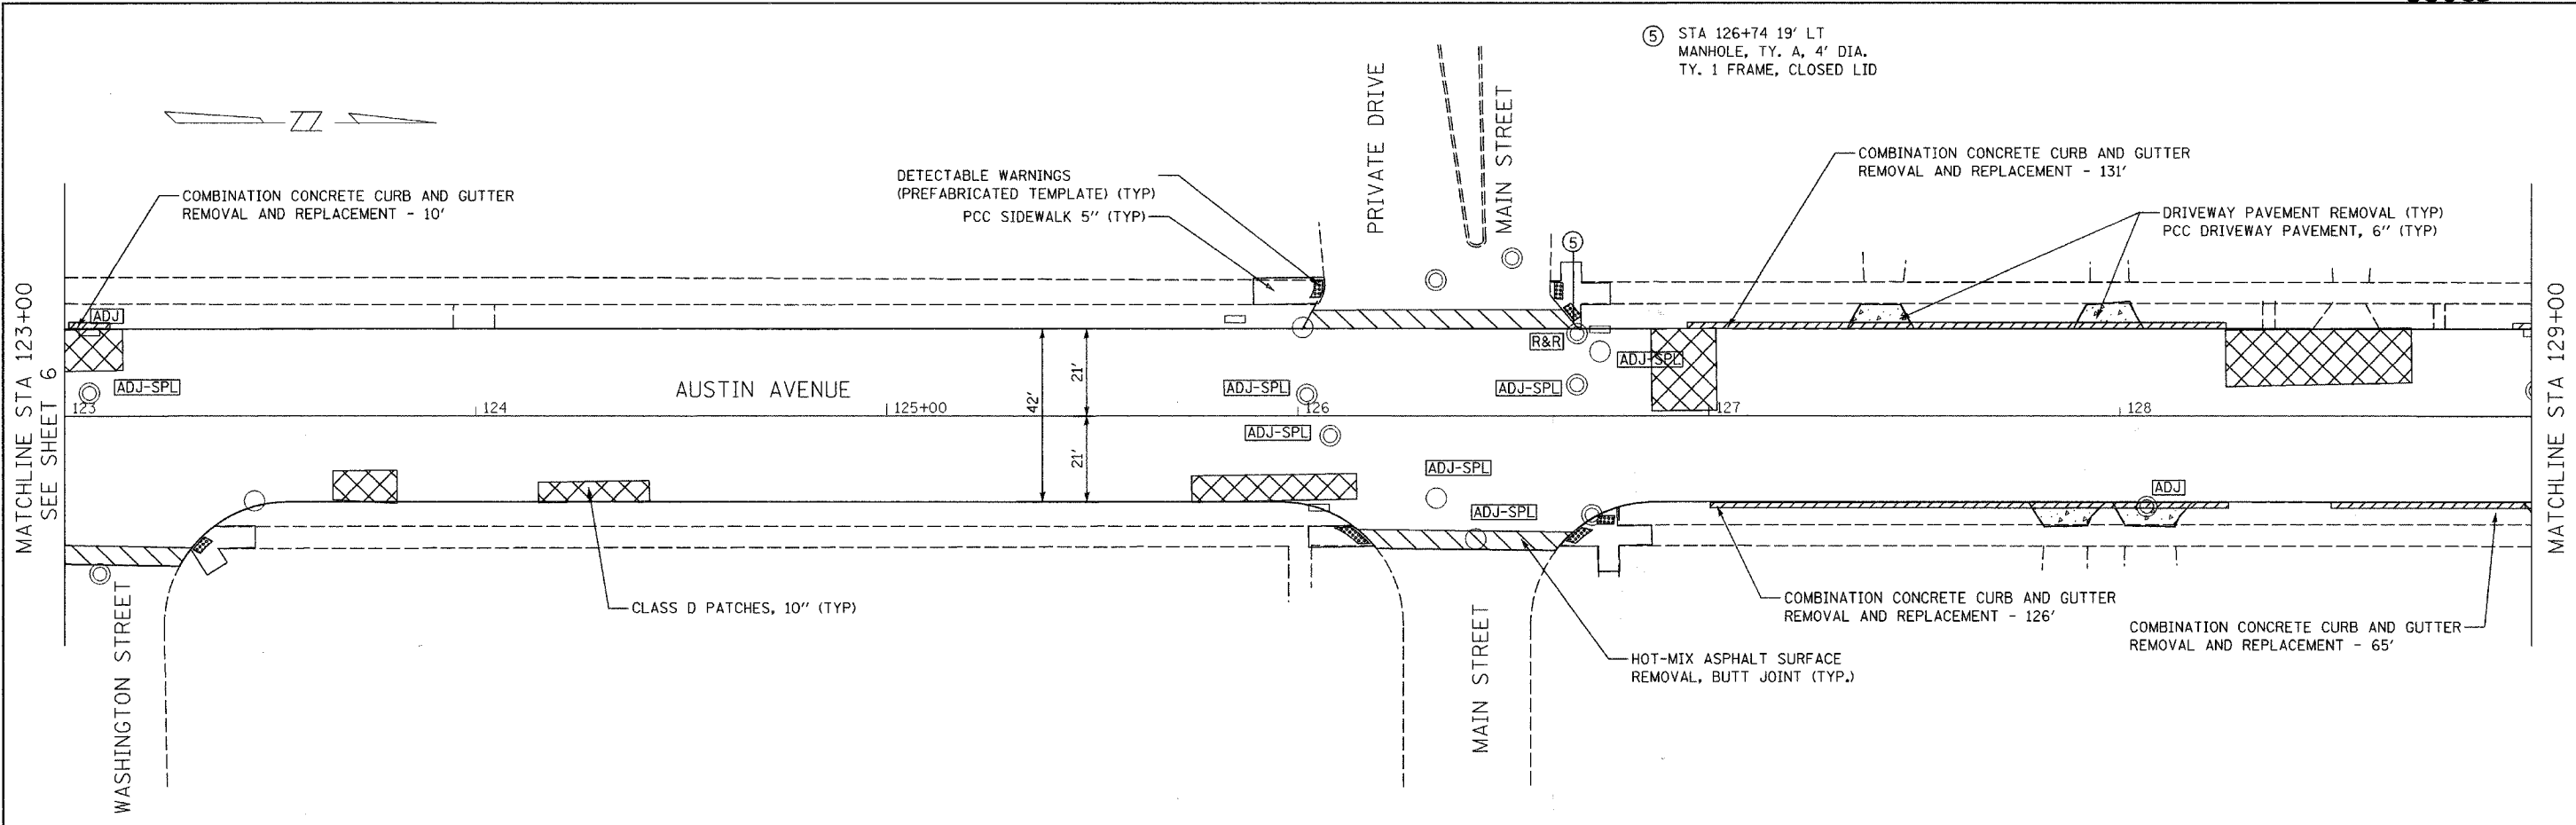 5 STA 126+74 19' LT
MANHOLE, TY. A, 4' DIA.
TY. 1 FRAME, CLOSED LID
PRIVATE DRIVE
MAIN STREET
COMBINATION CONCRETE CURB AND GUTTER
REMOVAL AND REPLACEMENT - 10'
DETECTABLE WARNINGS
(PREFABRICATED TEMPLATE) (TYP)
PCC SIDEWALK 5" (TYP)
COMBINATION CONCRETE CURB AND GUTTER
REMOVAL AND REPLACEMENT - 131'
DRIVEWAY PAVEMENT REMOVAL (TYP)
PCC DRIVEWAY PAVEMENT, 6" (TYP)
5
MATCHLINE STA 123+00
SEE SHEET 6
MATCHLINE STA 129+00
ADJ
R&R
ADJ-SPL
ADJ-SPL
AUSTIN AVENUE
ADJ-SPL
ADJ-SPL
42'
21'
21'
123
124
125+00
126
127
128
ADJ-SPL
ADJ-SPL
ADJ-SPL
ADJ
CLASS D PATCHES, 10" (TYP)
WASHINGTON STREET
MAIN STREET
COMBINATION CONCRETE CURB AND GUTTER
REMOVAL AND REPLACEMENT - 126'
COMBINATION CONCRETE CURB AND GUTTER
REMOVAL AND REPLACEMENT - 65'
HOT-MIX ASPHALT SURFACE
REMOVAL, BUTT JOINT (TYP.)